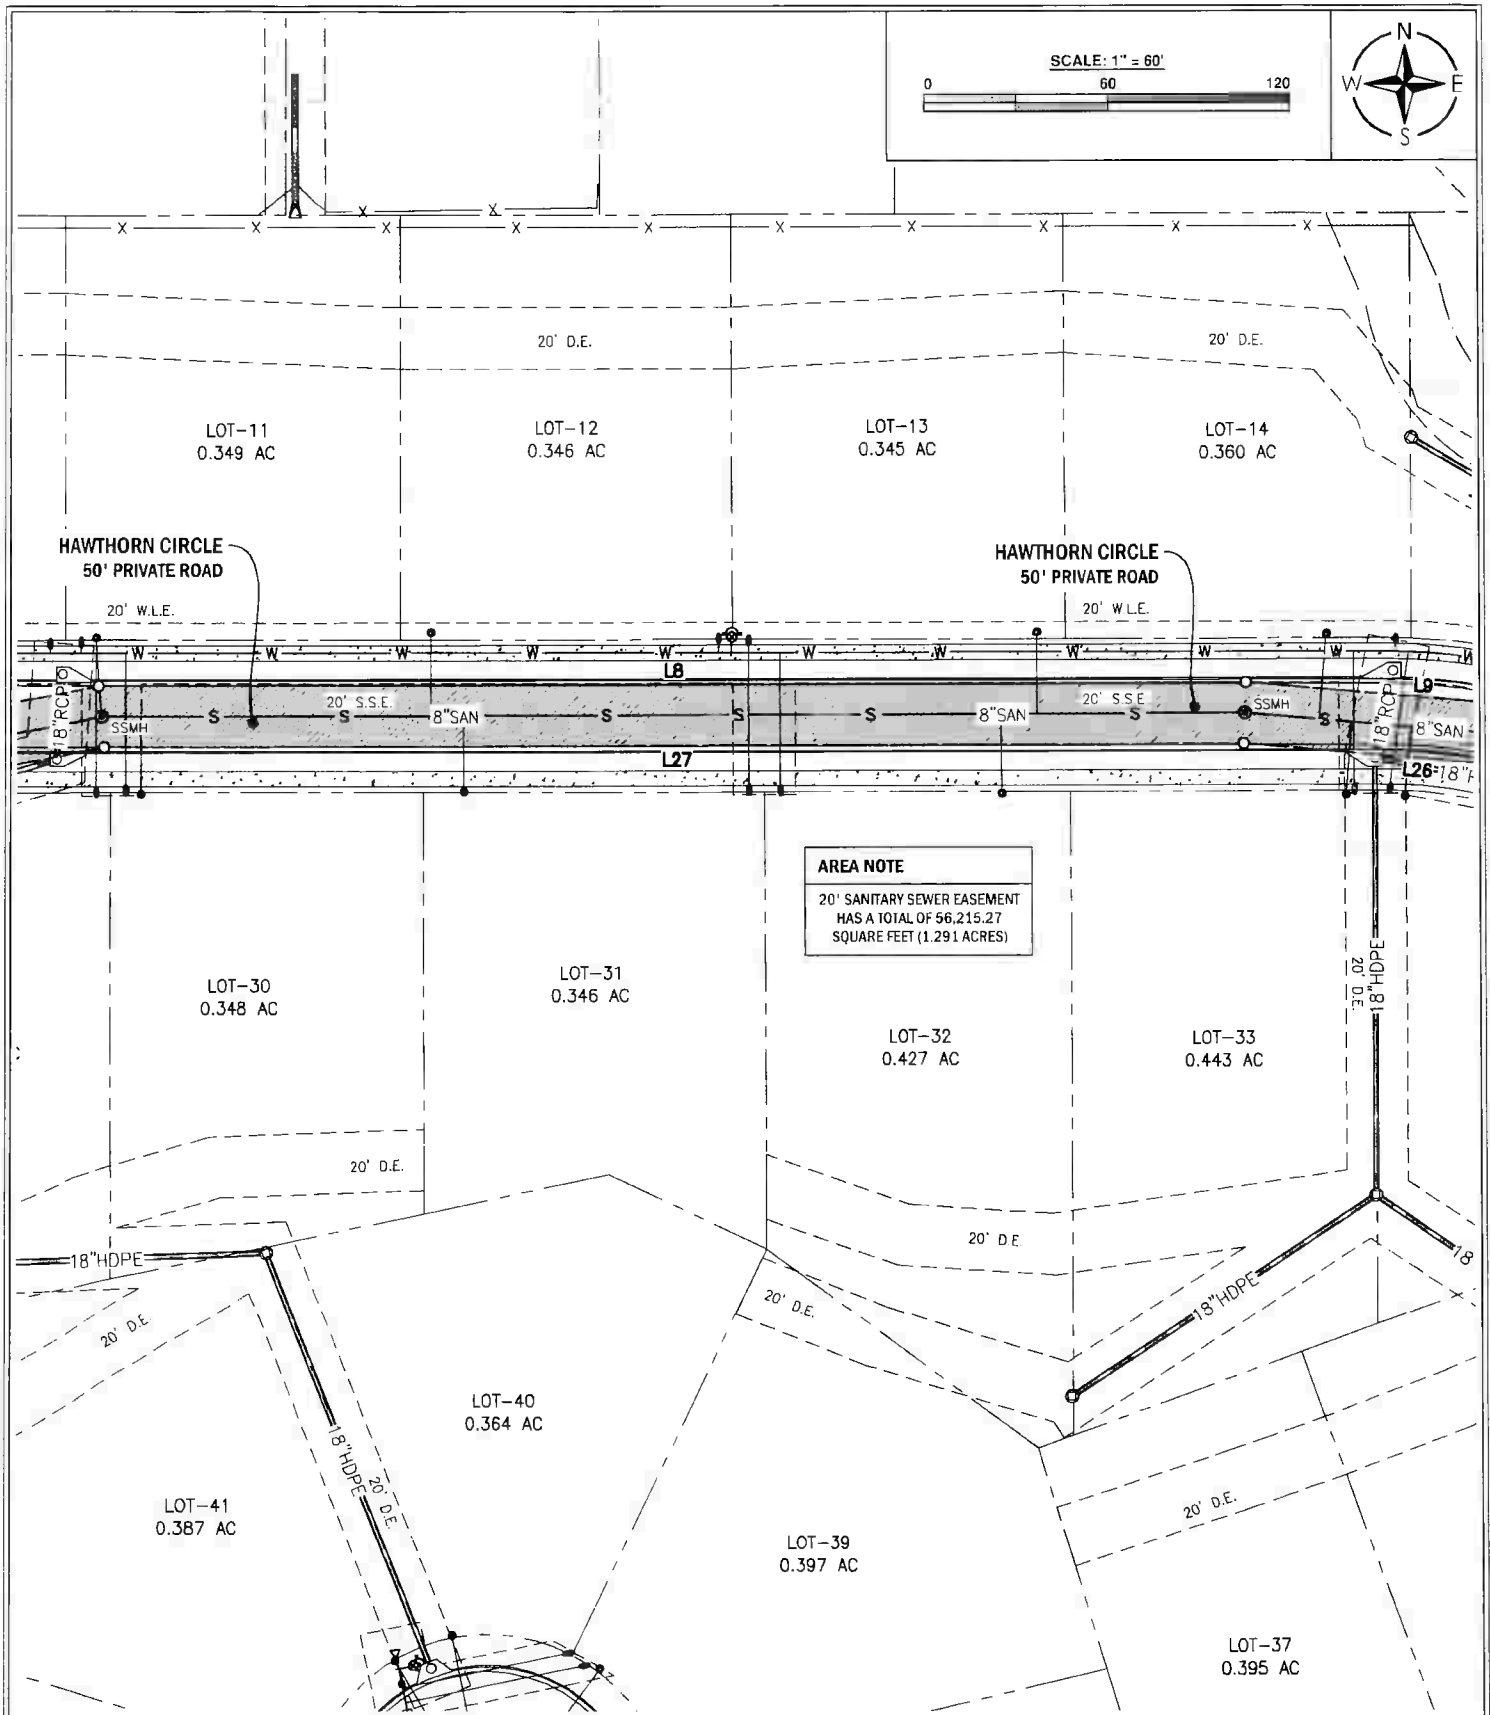 SCALE: 1" = 60'
0 60 120
N
W E
S
X X
X X X X X X X X X X
20' D.E.
20' D.E.
LOT-11
0.349 AC
LOT-12
0.346 AC
LOT-13
0.345 AC
LOT-14
0.360 AC
HAWTHORN CIRCLE
50' PRIVATE ROAD
HAWTHORN CIRCLE
50' PRIVATE ROAD
20' W.L.E.
20' W.L.E.
W W W W W W W W W W
L8
L9
18"RCP
20' S.S.E.
20' S.S.E
18"RCP
SSMH
S S 8"SAN S S S 8"SAN S
SSMH
S
8"SAN
L27
L26
AREA NOTE
20' SANITARY SEWER EASEMENT
HAS A TOTAL OF 56,215.27
SQUARE FEET (1.291 ACRES)
18"HDPE
20' D.E.
LOT-30
0.348 AC
LOT-31
0.346 AC
LOT-32
0.427 AC
LOT-33
0.443 AC
20' D.E.
20' D.E
18"HDPE
18
20' D.E.
20' D.E.
18"HDPE
LOT-40
0.364 AC
18"HDPE
20' D.E.
LOT-41
0.387 AC
20' D.E.
LOT-39
0.397 AC
LOT-37
0.395 AC